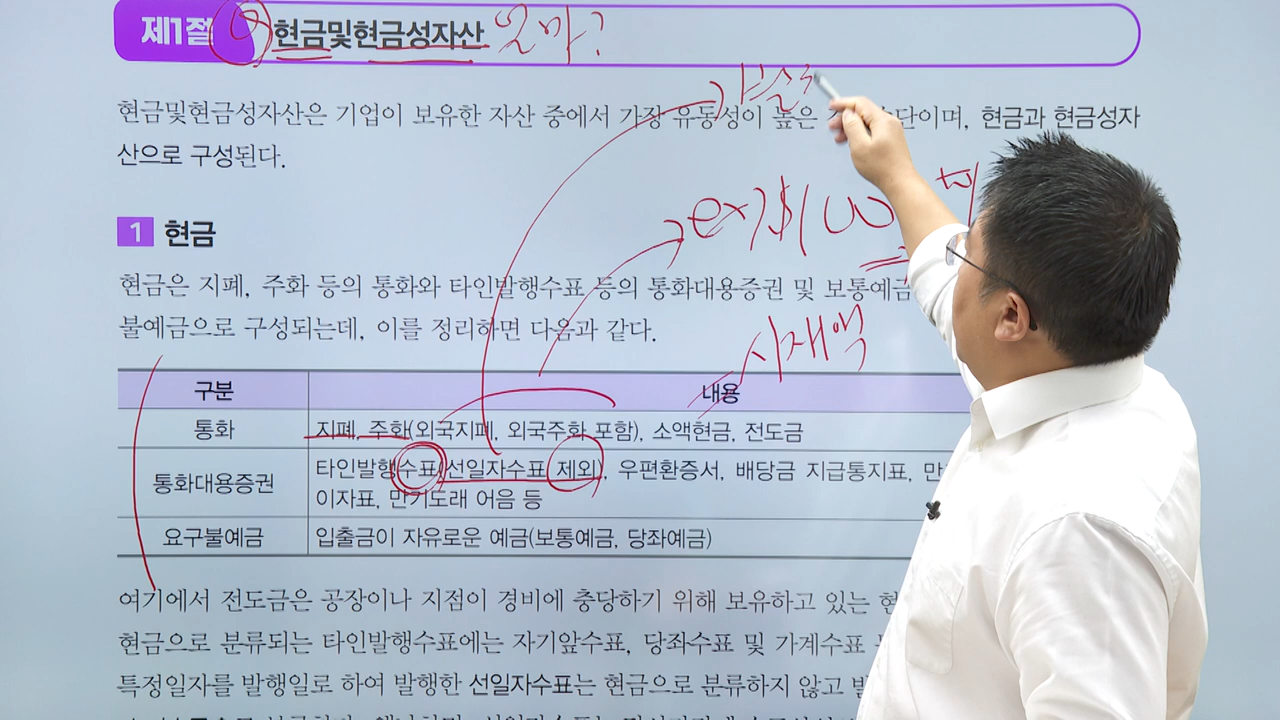 제1절 현금및현금성자산 얼마?
현금및현금성자산은 기업이 보유한 자산 중에서 가장 유동성이 높은 단이며, 현금과 현금성자
산으로 구성된다.
ex) $100
1 현금
현금은 지폐, 주화 등의 통화와 타인발행수표 등의 통화대용증권 및 보통예금
불예금으로 구성되는데, 이를 정리하면 다음과 같다.
시재액
구분 내용
통화 지폐, 주화(외국지폐, 외국주화 포함), 소액현금, 전도금
통화대용증권 타인발행수표(선일자수표 제외), 우편환증서, 배당금 지급통지표, 만
이자표, 만기도래 어음 등
요구불예금 입출금이 자유로운 예금(보통예금, 당좌예금)
여기에서 전도금은 공장이나 지점이 경비에 충당하기 위해 보유하고 있는 현
현금으로 분류되는 타인발행수표에는 자기앞수표, 당좌수표 및 가계수표
특정일자를 발행일로 하여 발행한 선일자수표는 현금으로 분류하지 않고